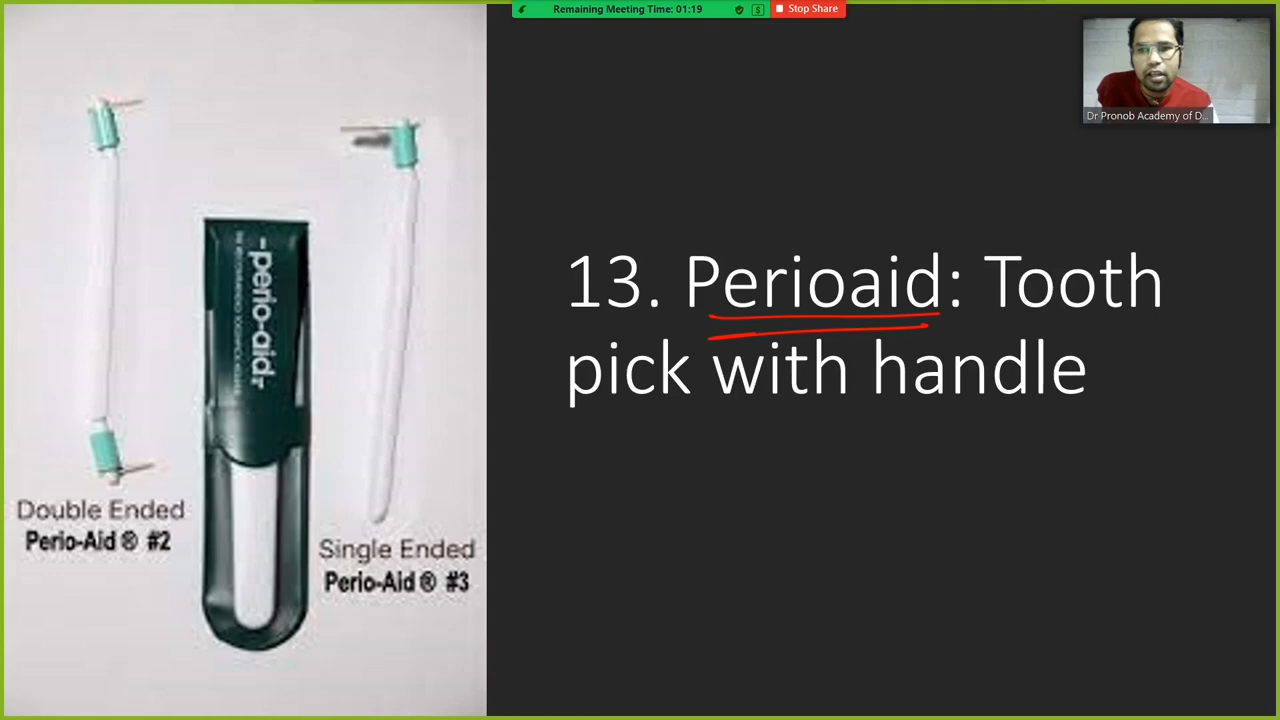 Remaining Meeting Time: 01:19
Stop Share
Dr Pronob Academy of D...
13. Perioaid: Tooth
pick with handle
-perio-aid
Double Ended
Perio-Aid ® #2
Single Ended
Perio-Aid ® #3